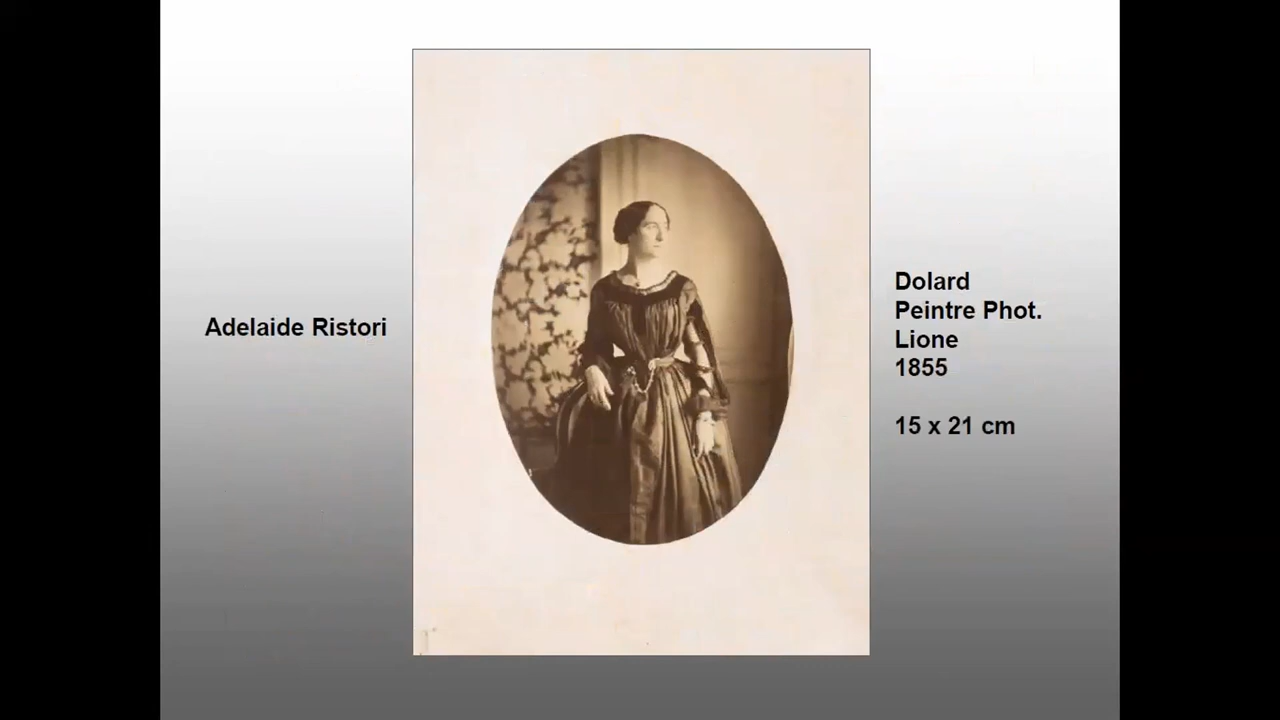 Adelaide Ristori
Dolard
Peintre Phot.
Lione
1855
15 x 21 cm